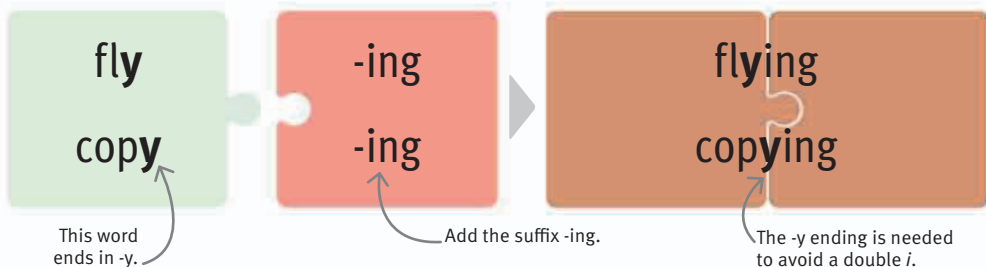 fly -ing flying
copy -ing copying
This word
ends in -y.
Add the suffix -ing.
The -y ending is needed
to avoid a double i.